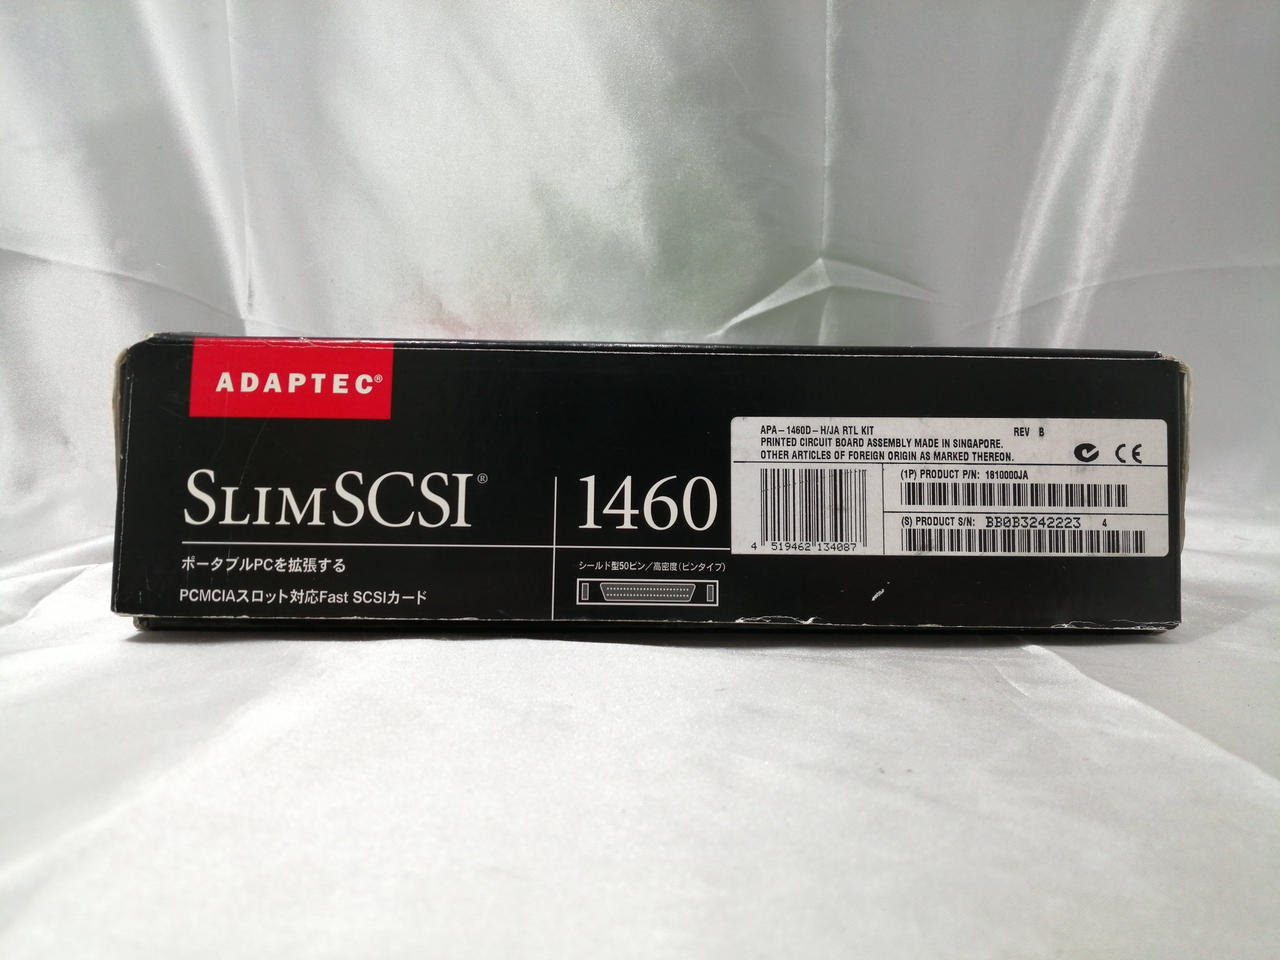 ADAPTEC®
SLIMSCSI®
1460
ポータブルPCを拡張する
PCMCIAスロット対応Fast SCSIカード
シールド型50ピン／高密度(ピンタイプ)
APA-1460D-H/JA RTL KIT REV B
PRINTED CIRCUIT BOARD ASSEMBLY MADE IN SINGAPORE.
OTHER ARTICLES OF FOREIGN ORIGIN AS MARKED THEREON.
CE
4 519462 134087
(1P) PRODUCT P/N: 1810000JA
(S) PRODUCT S/N: BB0B3242223 4